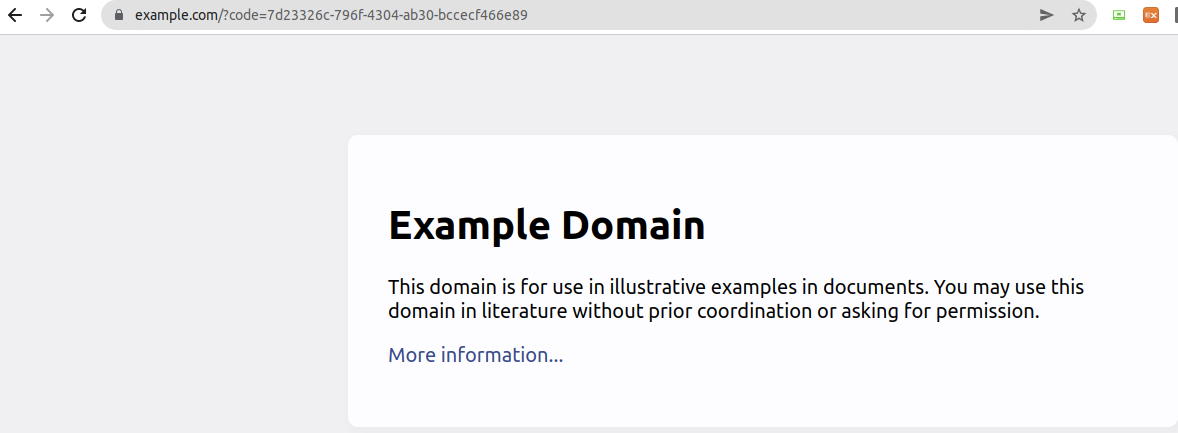 example.com/?code=7d23326c-796f-4304-ab30-bccecf466e89
Example Domain
This domain is for use in illustrative examples in documents. You may use this
domain in literature without prior coordination or asking for permission.
More information...